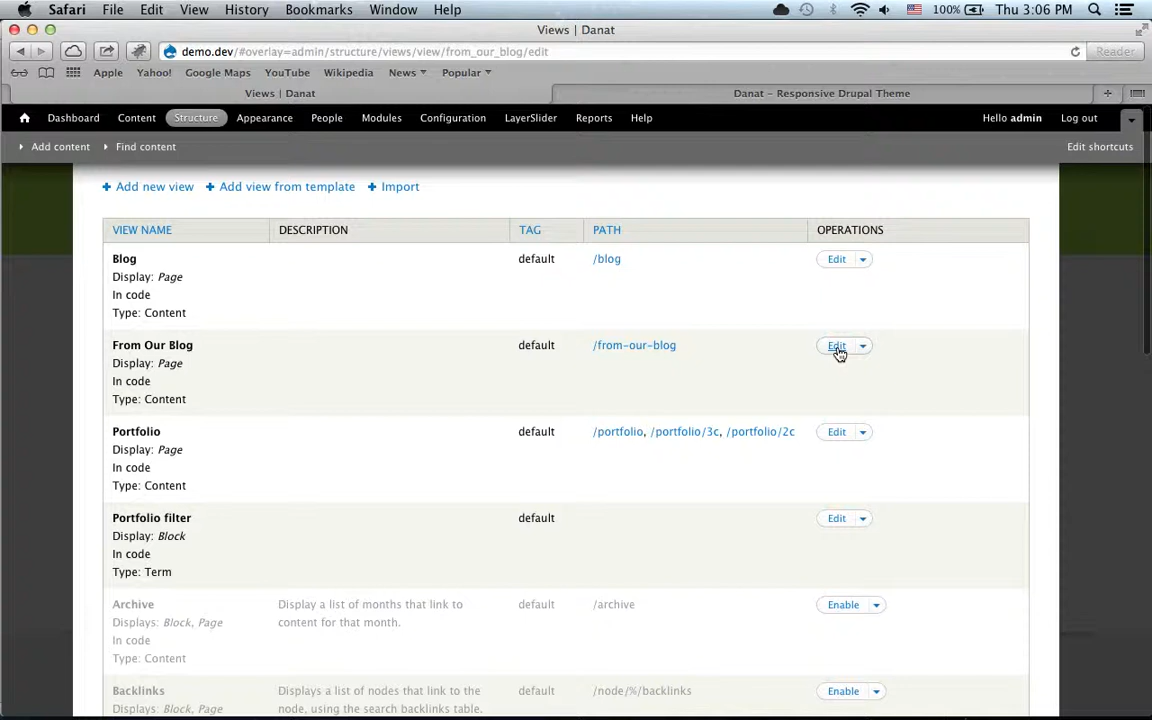 Safari File Edit View History Bookmarks Window Help 100% Thu 3:06 PM
Views | Danat
demo.dev/#overlay=admin/structure/views/view/from_our_blog/edit Reader
Apple Yahoo! Google Maps YouTube Wikipedia News Popular
Views | Danat Danat - Responsive Drupal Theme
Dashboard Content Structure Appearance People Modules Configuration LayerSlider Reports Help Hello admin Log out
Add content Find content Edit shortcuts
Add new view Add view from template Import
VIEW NAME DESCRIPTION TAG PATH OPERATIONS
Blog default /blog Edit
Display: Page
In code
Type: Content
From Our Blog default /from-our-blog Edit
Display: Page
In code
Type: Content
Portfolio default /portfolio, /portfolio/3c, /portfolio/2c Edit
Display: Page
In code
Type: Content
Portfolio filter default Edit
Display: Block
In code
Type: Term
Archive Display a list of months that link to default /archive Enable
Displays: Block, Page content for that month.
In code
Type: Content
Backlinks Displays a list of nodes that link to the default /node/%/backlinks Enable
Displays: Block, Page node, using the search backlinks table.